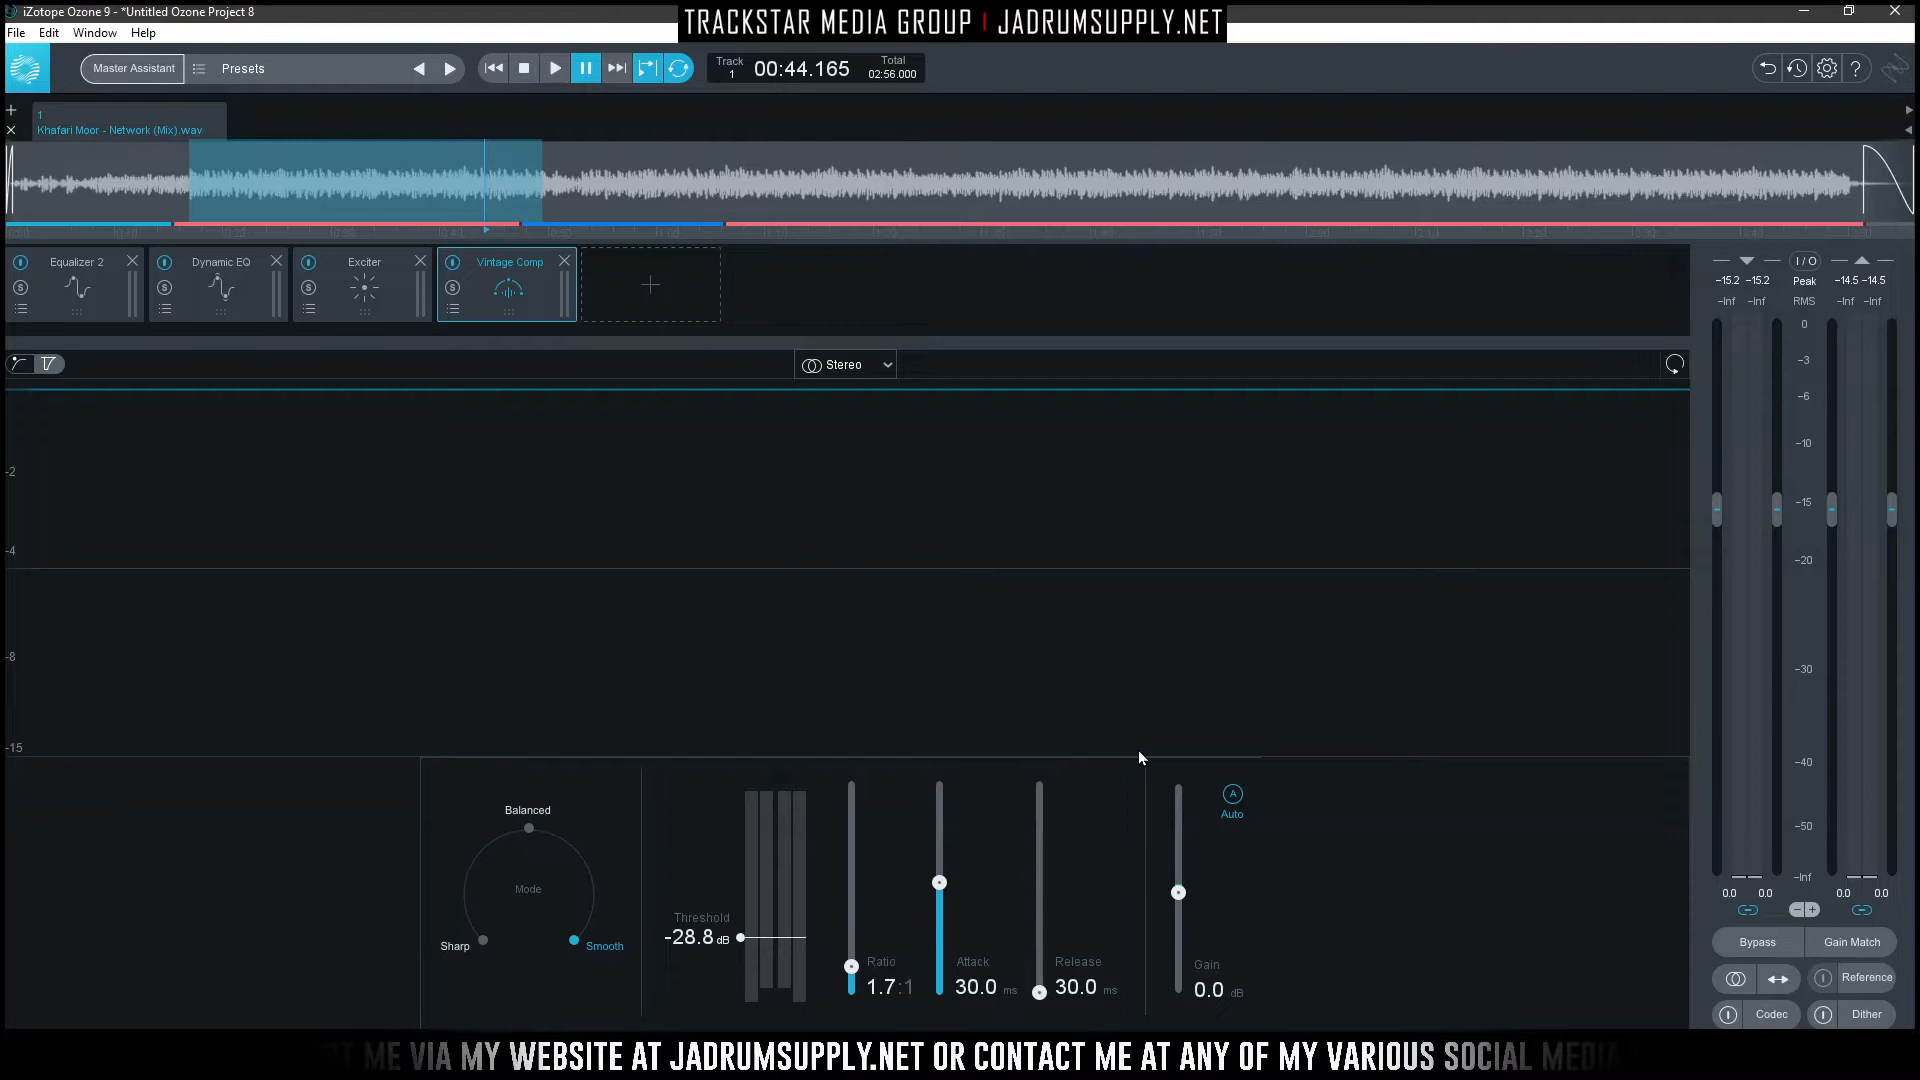 iZotope Ozone 9 - *Untitled Ozone Project 8
TRACKSTAR MEDIA GROUP | JADRUMSUPPLY.NET
File Edit Window Help
Master Assistant Presets
Track 1 00:44.165 Total 02:56.000
1
Khafari Moor - Network (Mix).wav
Equalizer 2 Dynamic EQ Exciter Vintage Comp
S S S S
I / O
-15.2 -15.2 Peak -14.5 -14.5
-Inf -Inf RMS -Inf -Inf
Stereo
0
-3
-6
-10
-15
-20
-30
-40
-50
-Inf
-2
-4
-8
-15
Balanced
Mode
Sharp
Smooth
Threshold
-28.8 dB
Ratio
1.7:1
Attack
30.0 ms
Release
30.0 ms
A
Auto
Gain
0.0 dB
0.0 0.0 0.0 0.0
Bypass Gain Match
Reference
Codec Dither
ME VIA MY WEBSITE AT JADRUMSUPPLY.NET OR CONTACT ME AT ANY OF MY VARIOUS SOCIAL MEDIA